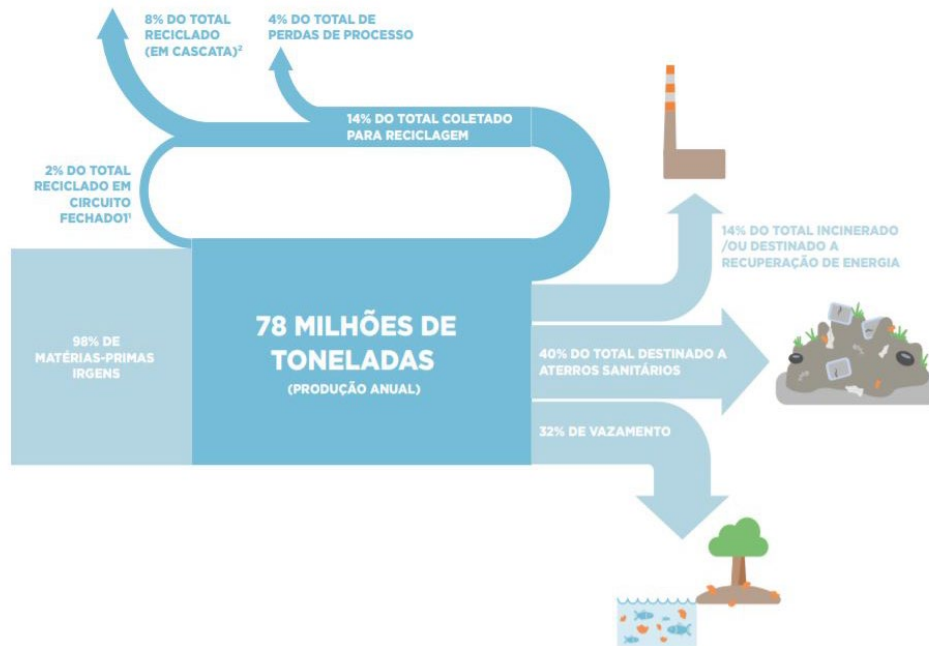 8% DO TOTAL
RECICLADO
(EM CASCATA)²
4% DO TOTAL DE
PERDAS DE PROCESSO
14% DO TOTAL COLETADO
PARA RECICLAGEM
2% DO TOTAL
RECICLADO EM
CIRCUITO
FECHADO1¹
98% DE
MATÉRIAS-PRIMAS
IRGENS
78 MILHÕES DE
TONELADAS
(PRODUÇÃO ANUAL)
14% DO TOTAL INCINERADO
/OU DESTINADO A
RECUPERAÇÃO DE ENERGIA
40% DO TOTAL DESTINADO A
ATERROS SANITÁRIOS
32% DE VAZAMENTO